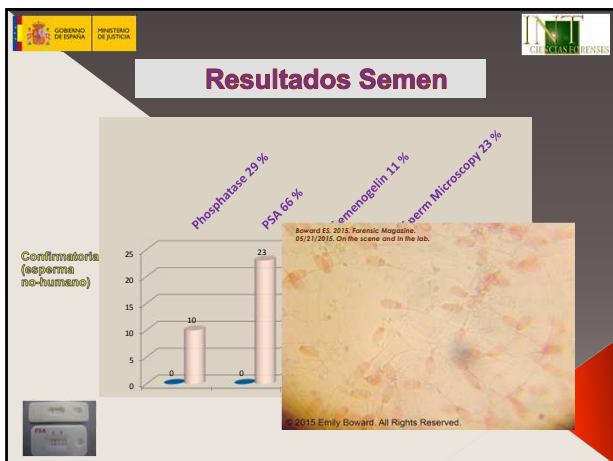 GOBIERNO
DE ESPAÑA
MINISTERIO
DE JUSTICIA
INT
CIENCIAS FORENSES
Resultados Semen
Phosphatase 29 %
PSA 66 %
emenogelin 11 %
perm Microscopy 23 %
Boward ES. 2015. Forensic Magazine.
05/21/2015. On the scene and in the lab.
Confirmatoria
(esperma
no-humano)
25
20
15
10
5
0
0
10
0
23
PSA
© 2015 Emily Boward. All Rights Reserved.